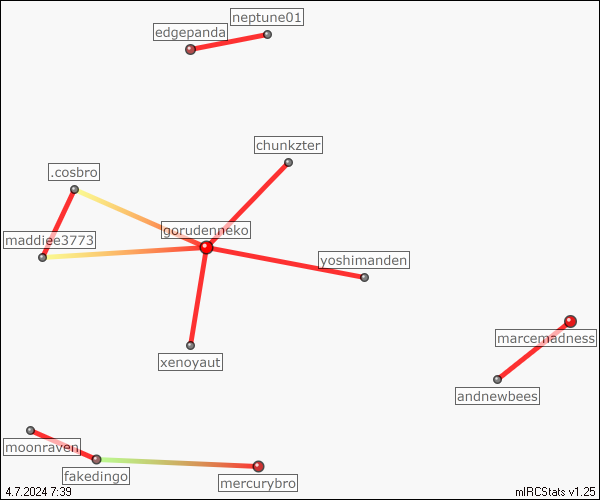 neptune01
edgepanda
chunkzter
.cosbro
gorudenneko
maddiee3773
yoshimanden
marcemadness
xenoyaut
andnewbees
moonraven
fakedingo
mercurybro
4.7.2024 7:39
mIRCStats v1.25